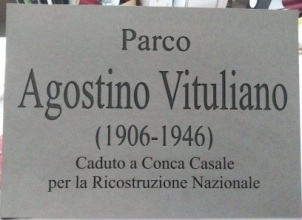 Parco
Agostino Vituliano
(1906-1946)
Caduto a Conca Casale
per la Ricostruzione Nazionale